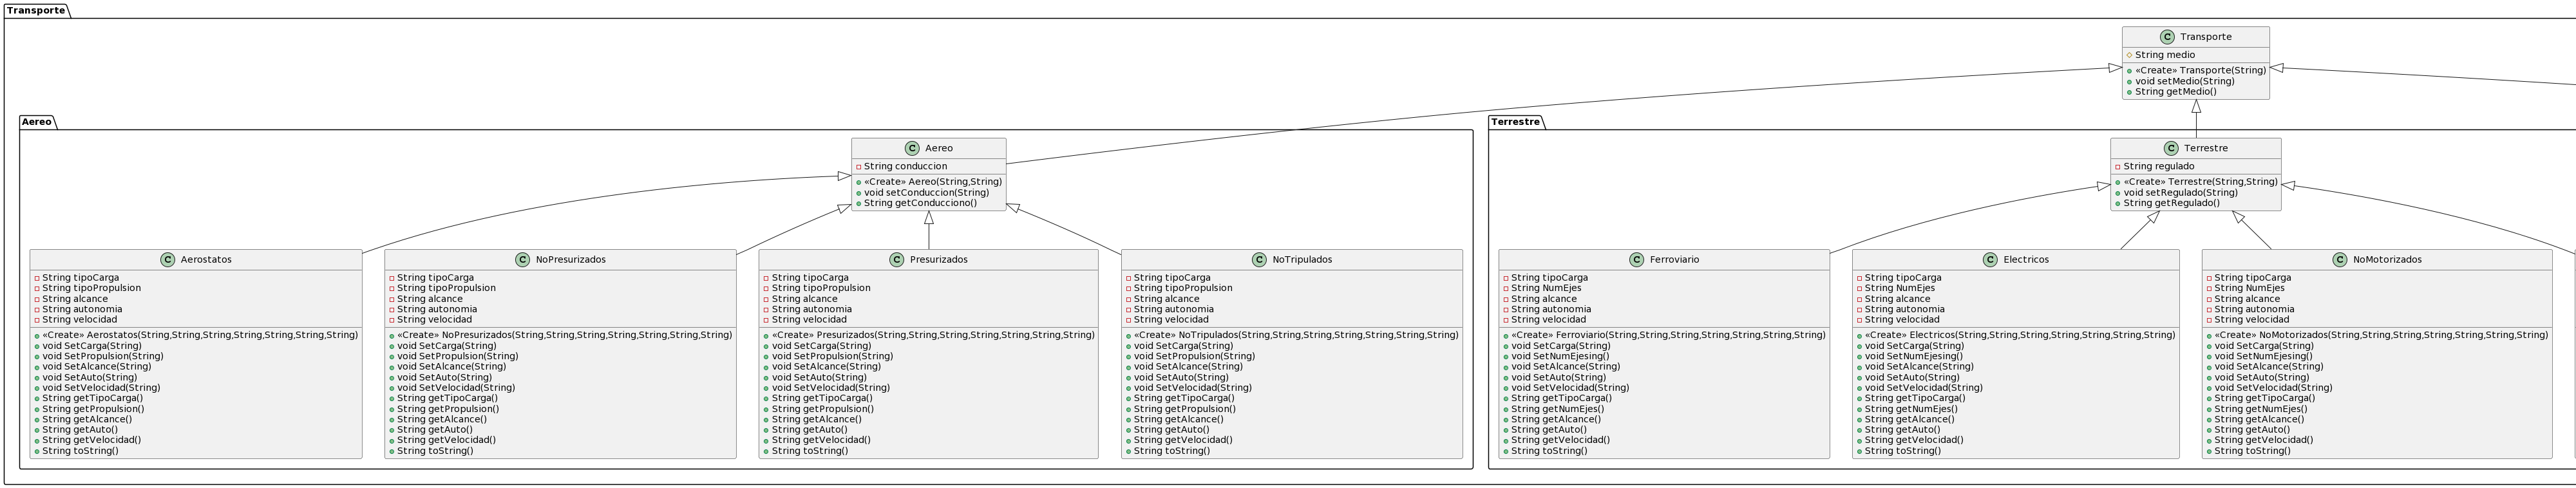 Transporte
Transporte
String medio
«Create» Transporte(String)
void setMedio(String)
String getMedio()
Aereo
Aereo
String conduccion
«Create» Aereo(String,String)
void setConduccion(String)
String getConducciono()
Terrestre
Terrestre
String regulado
«Create» Terrestre(String,String)
void setRegulado(String)
String getRegulado()
Aerostatos
String tipoCarga
String tipoPropulsion
String alcance
String autonomia
String velocidad
«Create» Aerostatos(String,String,String,String,String,String,String)
void SetCarga(String)
void SetPropulsion(String)
void SetAlcance(String)
void SetAuto(String)
void SetVelocidad(String)
String getTipoCarga()
String getPropulsion()
String getAlcance()
String getAuto()
String getVelocidad()
String toString()
NoPresurizados
String tipoCarga
String tipoPropulsion
String alcance
String autonomia
String velocidad
«Create» NoPresurizados(String,String,String,String,String,String,String)
void SetCarga(String)
void SetPropulsion(String)
void SetAlcance(String)
void SetAuto(String)
void SetVelocidad(String)
String getTipoCarga()
String getPropulsion()
String getAlcance()
String getAuto()
String getVelocidad()
String toString()
Presurizados
String tipoCarga
String tipoPropulsion
String alcance
String autonomia
String velocidad
«Create» Presurizados(String,String,String,String,String,String,String)
void SetCarga(String)
void SetPropulsion(String)
void SetAlcance(String)
void SetAuto(String)
void SetVelocidad(String)
String getTipoCarga()
String getPropulsion()
String getAlcance()
String getAuto()
String getVelocidad()
String toString()
NoTripulados
String tipoCarga
String tipoPropulsion
String alcance
String autonomia
String velocidad
«Create» NoTripulados(String,String,String,String,String,String,String)
void SetCarga(String)
void SetPropulsion(String)
void SetAlcance(String)
void SetAuto(String)
void SetVelocidad(String)
String getTipoCarga()
String getPropulsion()
String getAlcance()
String getAuto()
String getVelocidad()
String toString()
Ferroviario
String tipoCarga
String NumEjes
String alcance
String autonomia
String velocidad
«Create» Ferroviario(String,String,String,String,String,String,String)
void SetCarga(String)
void SetNumEjesing()
void SetAlcance(String)
void SetAuto(String)
void SetVelocidad(String)
String getTipoCarga()
String getNumEjes()
String getAlcance()
String getAuto()
String getVelocidad()
String toString()
Electricos
String tipoCarga
String NumEjes
String alcance
String autonomia
String velocidad
«Create» Electricos(String,String,String,String,String,String,String)
void SetCarga(String)
void SetNumEjesing()
void SetAlcance(String)
void SetAuto(String)
void SetVelocidad(String)
String getTipoCarga()
String getNumEjes()
String getAlcance()
String getAuto()
String getVelocidad()
String toString()
NoMotorizados
String tipoCarga
String NumEjes
String alcance
String autonomia
String velocidad
«Create» NoMotorizados(String,String,String,String,String,String,String)
void SetCarga(String)
void SetNumEjesing()
void SetAlcance(String)
void SetAuto(String)
void SetVelocidad(String)
String getTipoCarga()
String getNumEjes()
String getAlcance()
String getAuto()
String getVelocidad()
String toString()